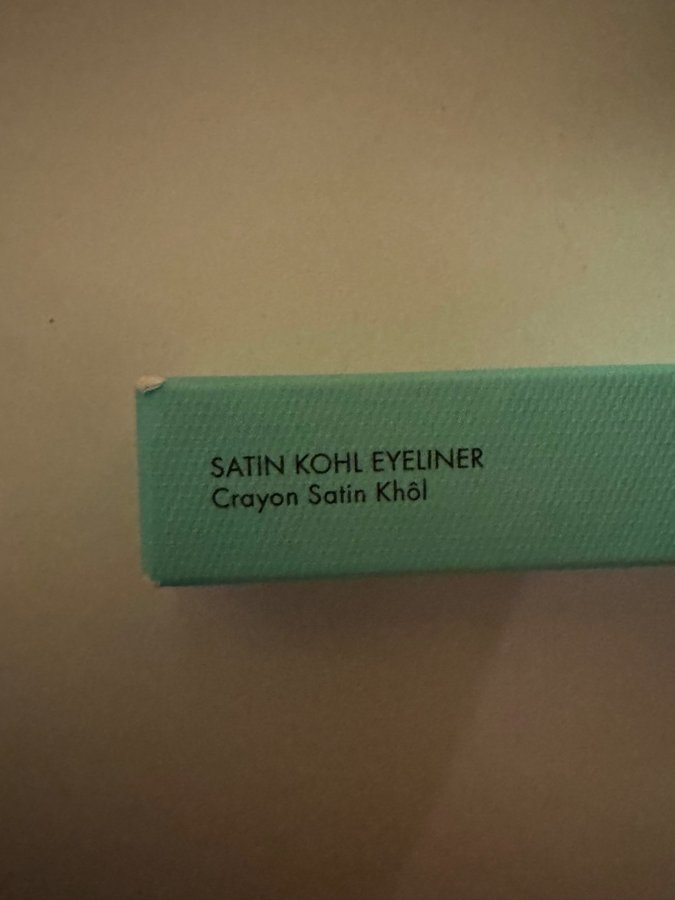 SATIN KOHL EYELINER
Crayon Satin Khôl